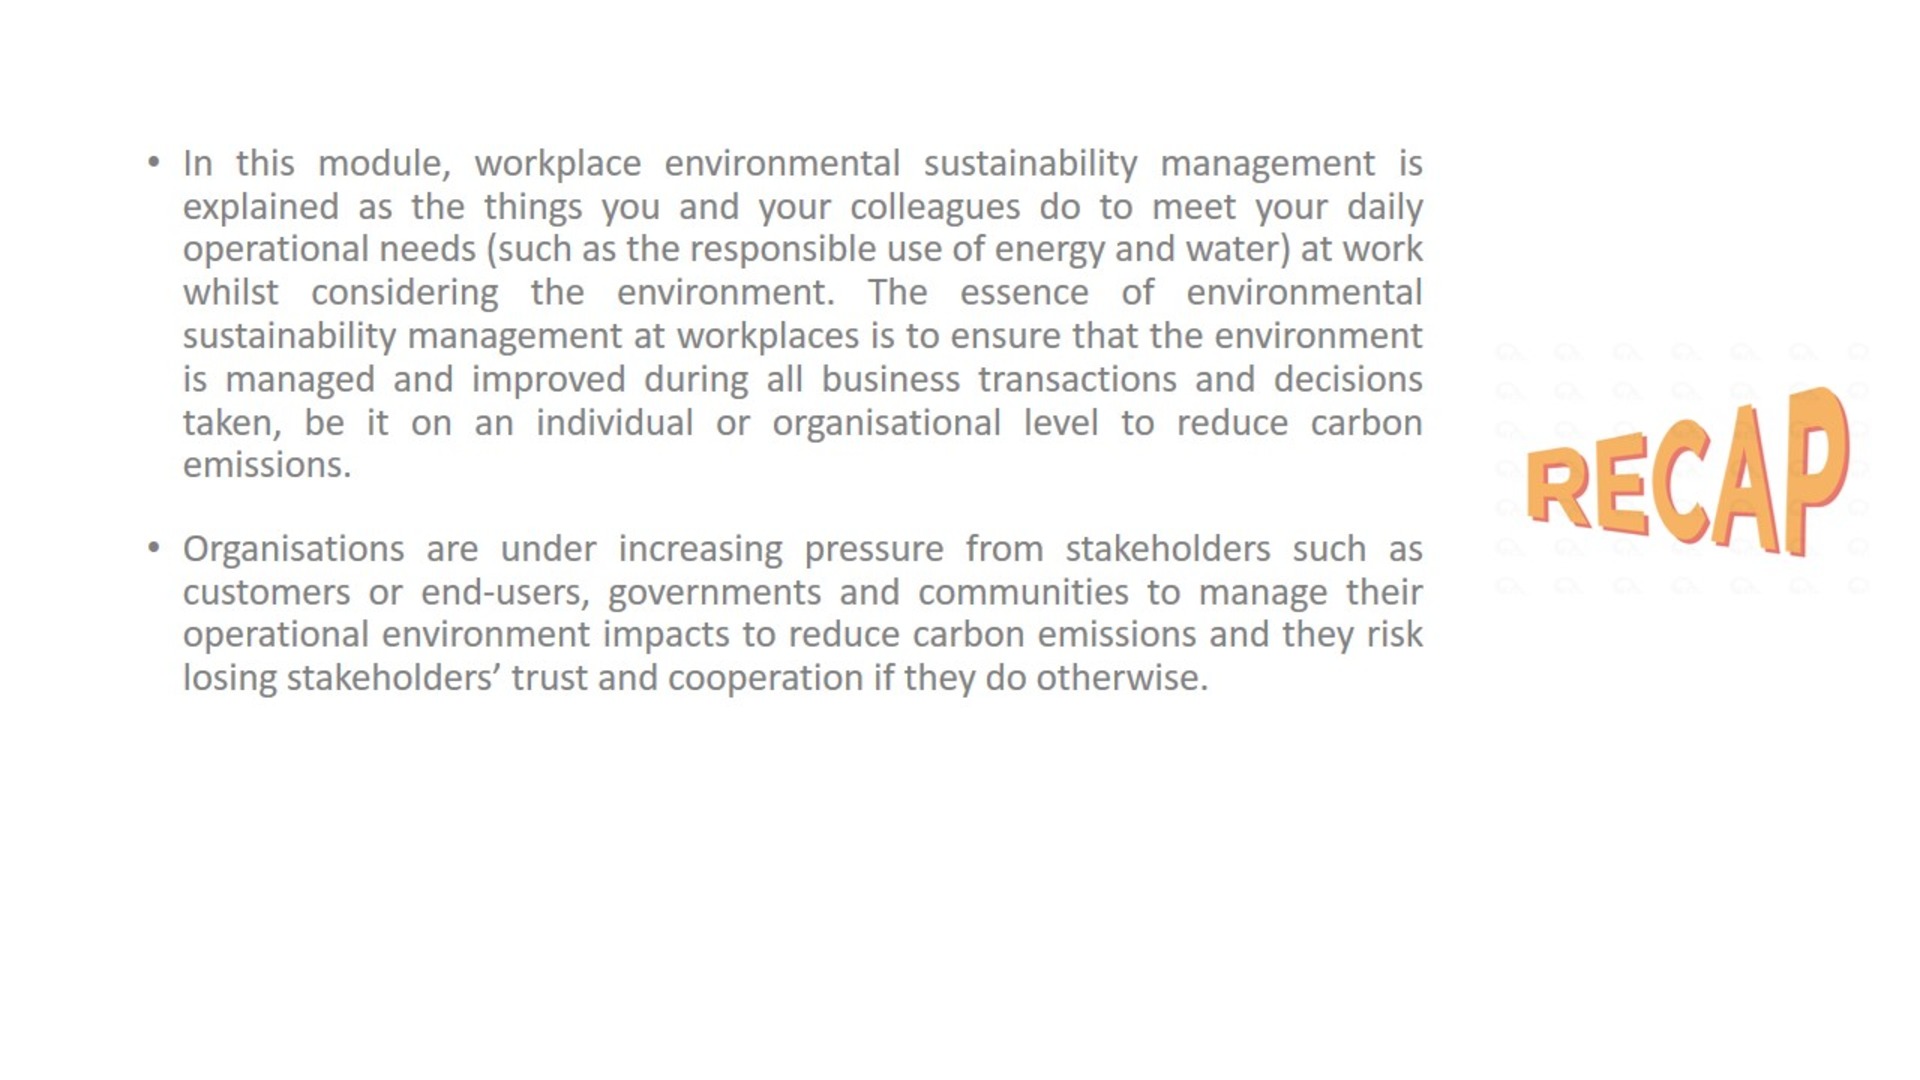 • In this module, workplace environmental sustainability management is
explained as the things you and your colleagues do to meet your daily
operational needs (such as the responsible use of energy and water) at work
whilst considering the environment. The essence of environmental
sustainability management at workplaces is to ensure that the environment
is managed and improved during all business transactions and decisions
taken, be it on an individual or organisational level to reduce carbon
emissions.
• Organisations are under increasing pressure from stakeholders such as
customers or end-users, governments and communities to manage their
operational environment impacts to reduce carbon emissions and they risk
losing stakeholders’ trust and cooperation if they do otherwise.
RECAP